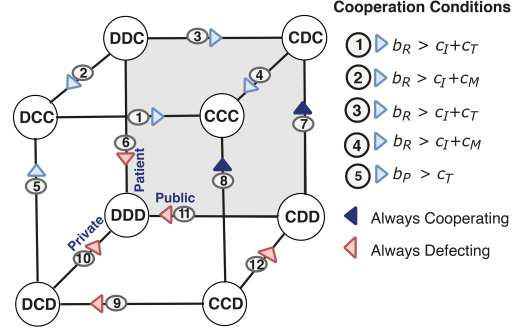 Cooperation Conditions
DDC
3
CDC
1 b_R > c_I+c_T
2
4
2 b_R > c_I+c_M
DCC
1
CCC
3 b_R > c_I+c_T
7
6
4 b_R > c_I+c_M
Patient
5
8
5 b_P > c_T
Public
DDD
11
CDD
Always Cooperating
Private
10
12
Always Defecting
DCD
9
CCD